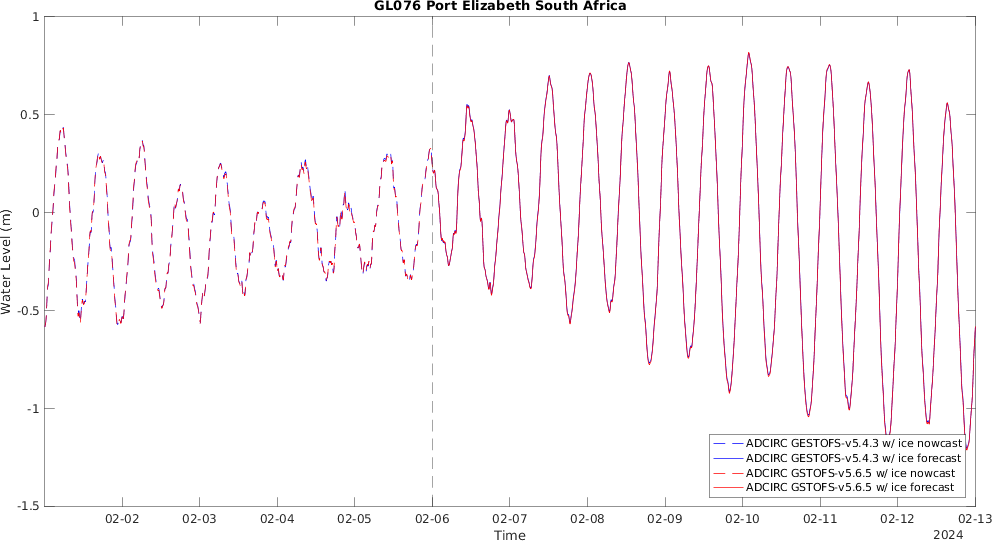 GL076 Port Elizabeth South Africa
1
0.5
0
-0.5
-1
-1.5
Water Level (m)
02-02
02-03
02-04
02-05
02-06
02-07
02-08
02-09
02-10
02-11
02-12
02-13
Time
2024
ADCIRC GESTOFS-v5.4.3 w/ ice nowcast
ADCIRC GESTOFS-v5.4.3 w/ ice forecast
ADCIRC GSTOFS-v5.6.5 w/ ice nowcast
ADCIRC GSTOFS-v5.6.5 w/ ice forecast